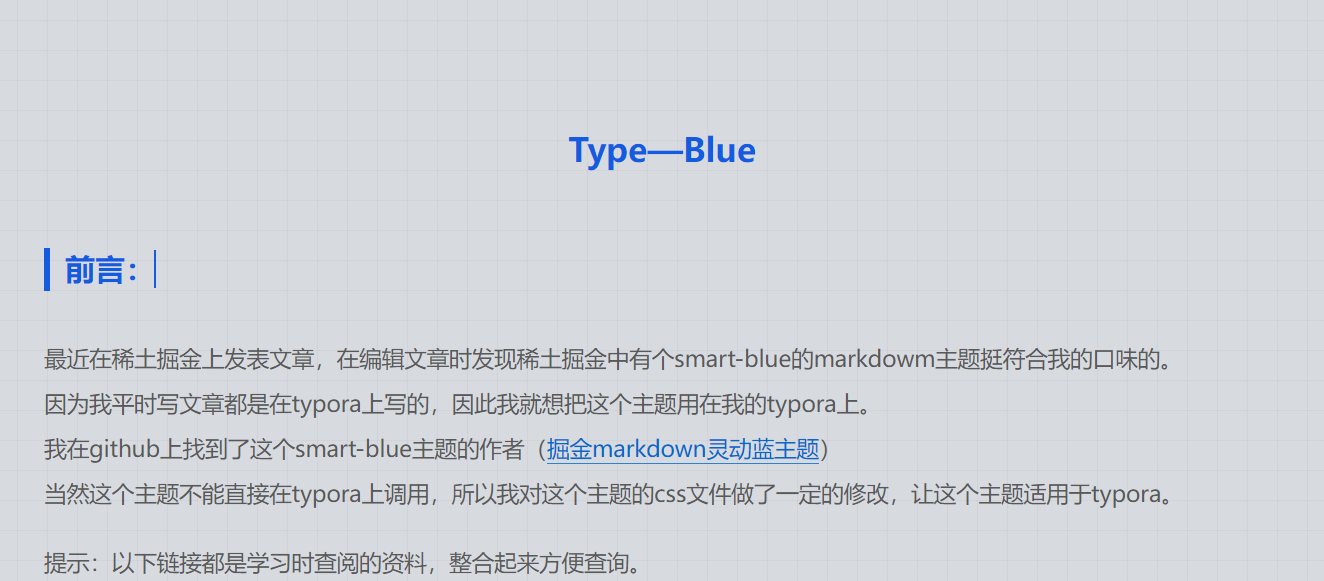 Type—Blue
前言：
最近在稀土掘金上发表文章，在编辑文章时发现稀土掘金中有个smart-blue的markdowm主题挺符合我的口味的。
因为我平时写文章都是在typora上写的，因此我就想把这个主题用在我的typora上。
我在github上找到了这个smart-blue主题的作者（掘金markdown灵动蓝主题）
当然这个主题不能直接在typora上调用，所以我对这个主题的css文件做了一定的修改，让这个主题适用于typora。
提示：以下链接都是学习时查阅的资料，整合起来方便查询。